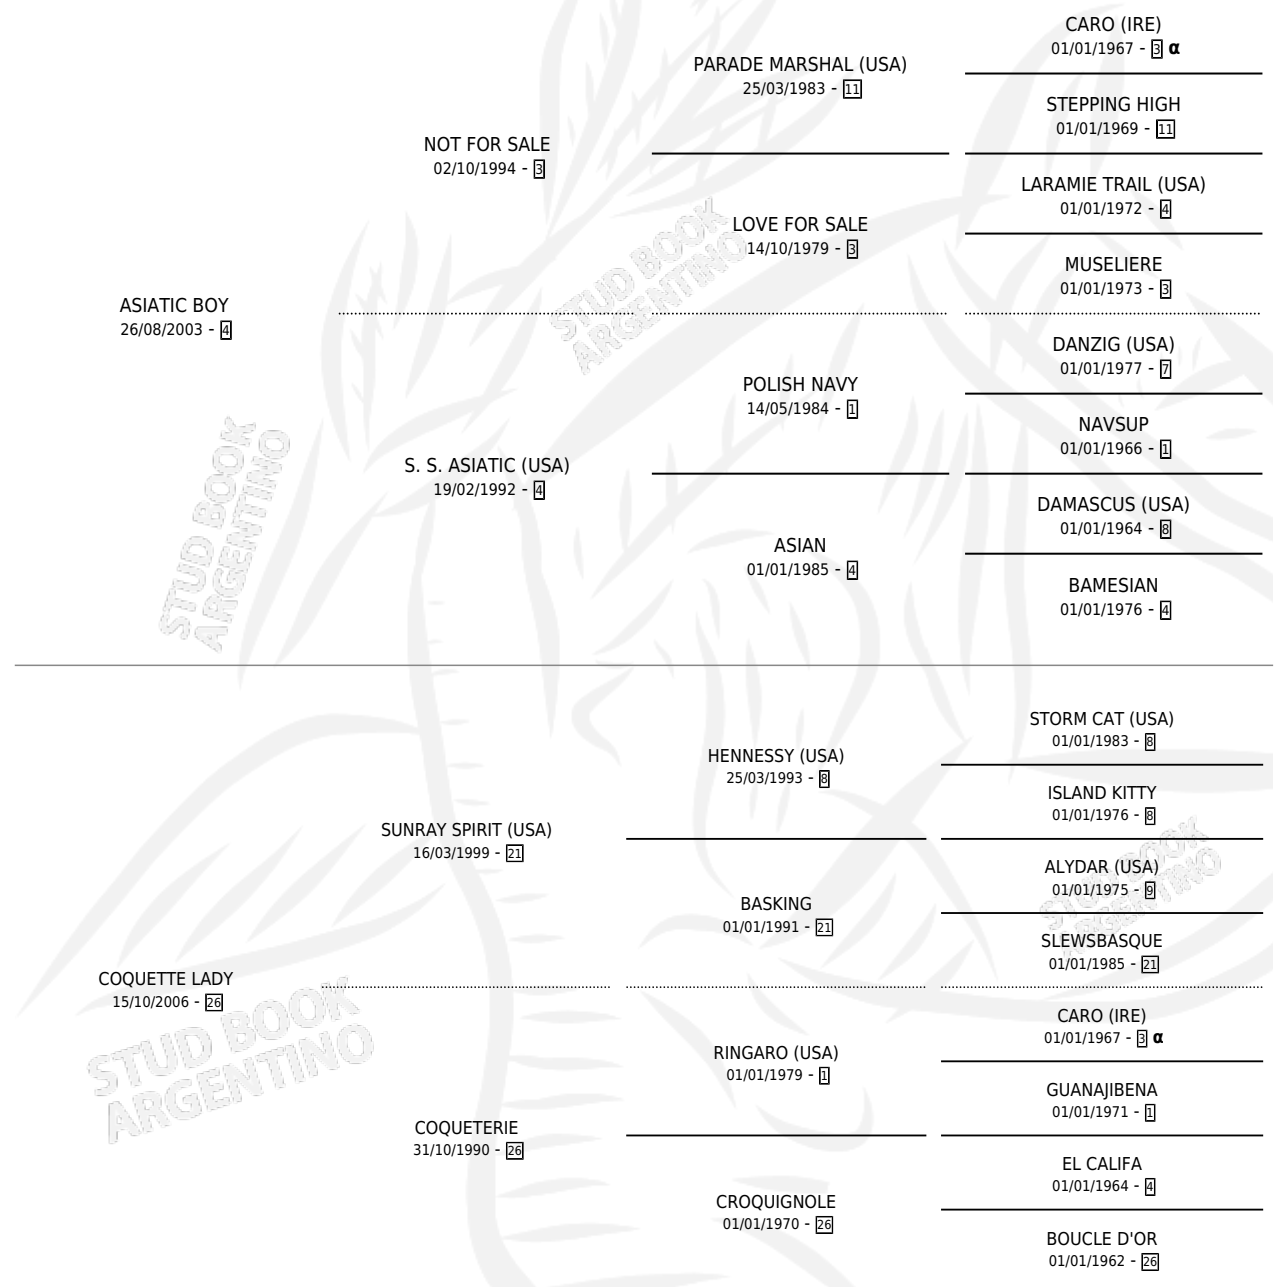 CARO (IRE)
01/01/1967 - 3 α
PARADE MARSHAL (USA)
25/03/1983 - 11
STEPPING HIGH
01/01/1969 - 11
NOT FOR SALE
02/10/1994 - 3
LARAMIE TRAIL (USA)
01/01/1972 - 4
LOVE FOR SALE
14/10/1979 - 3
MUSELIERE
01/01/1973 - 3
ASIATIC BOY
26/08/2003 - 4
DANZIG (USA)
01/01/1977 - 7
POLISH NAVY
14/05/1984 - 1
NAVSUP
01/01/1966 - 1
S. S. ASIATIC (USA)
19/02/1992 - 4
DAMASCUS (USA)
01/01/1964 - 8
ASIAN
01/01/1985 - 4
BAMESIAN
01/01/1976 - 4
STUD BOOK
ARGENTINO
STUD BOOK
ARGENTINO
STORM CAT (USA)
01/01/1983 - 8
HENNESSY (USA)
25/03/1993 - 8
ISLAND KITTY
01/01/1976 - 8
SUNRAY SPIRIT (USA)
16/03/1999 - 21
ALYDAR (USA)
01/01/1975 - 9
BASKING
01/01/1991 - 21
SLEWSBASQUE
01/01/1985 - 21
COQUETTE LADY
15/10/2006 - 26
CARO (IRE)
01/01/1967 - 3 α
RINGARO (USA)
01/01/1979 - 1
GUANAJIBENA
01/01/1971 - 1
COQUETERIE
31/10/1990 - 26
EL CALIFA
01/01/1964 - 4
CROQUIGNOLE
01/01/1970 - 26
BOUCLE D'OR
01/01/1962 - 26
STUD BOOK
ARGENTINO
STUD BOOK
ARGENTINO